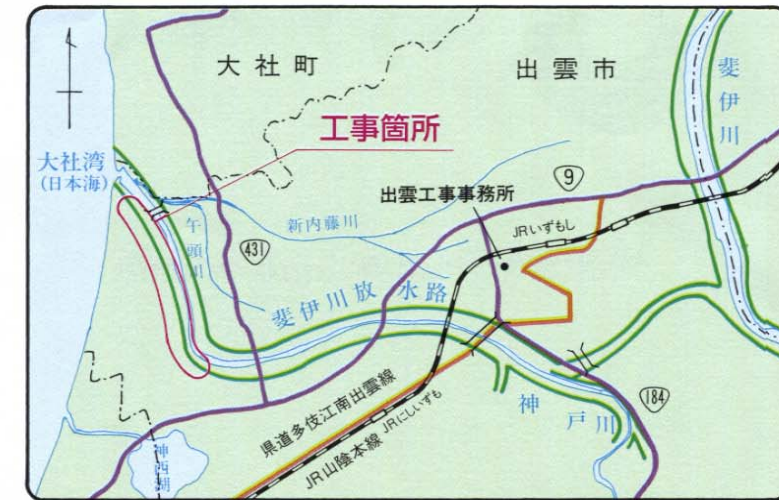 大社町
出雲市
斐伊川
工事箇所
大社湾
(日本海)
出雲工事事務所
9
新内藤川
JRいずもし
午頭川
431
斐伊川放水路
県道多伎江南出雲線
JRにしいずも
JR山陰本線
神戸川
184
神西湖